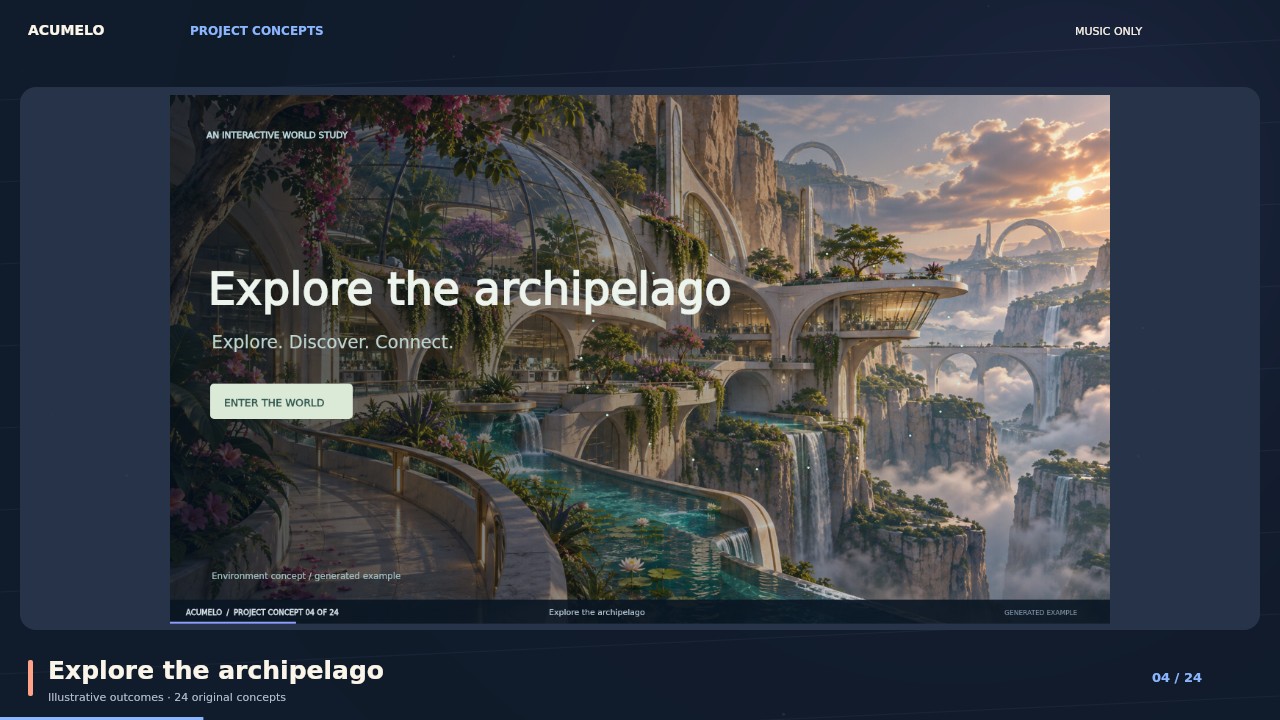 ACUMELO
PROJECT CONCEPTS
MUSIC ONLY
AN INTERACTIVE WORLD STUDY
Explore the archipelago
Explore. Discover. Connect.
ENTER THE WORLD
Environment concept / generated example
ACUMELO / PROJECT CONCEPT 04 OF 24
Explore the archipelago
GENERATED EXAMPLE
Explore the archipelago
Illustrative outcomes · 24 original concepts
04 / 24